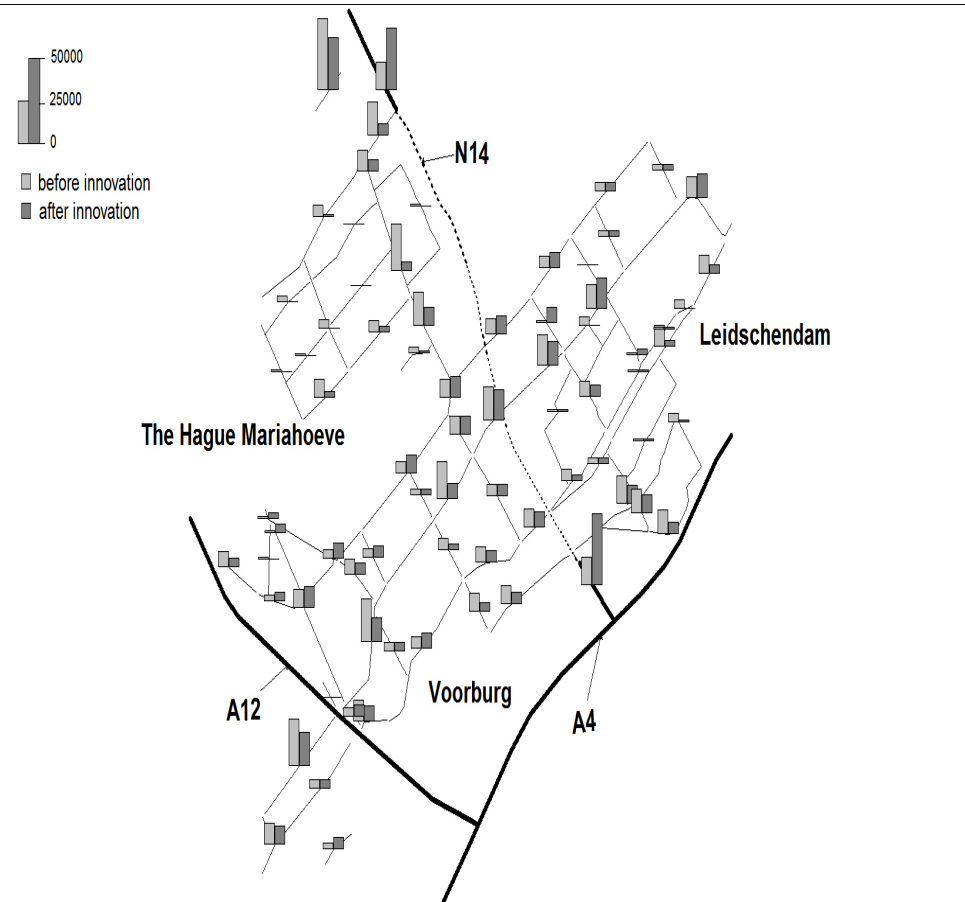 50000
25000
0
before innovation
after innovation
N14
Leidschendam
The Hague Mariahoeve
Voorburg
A12
A4